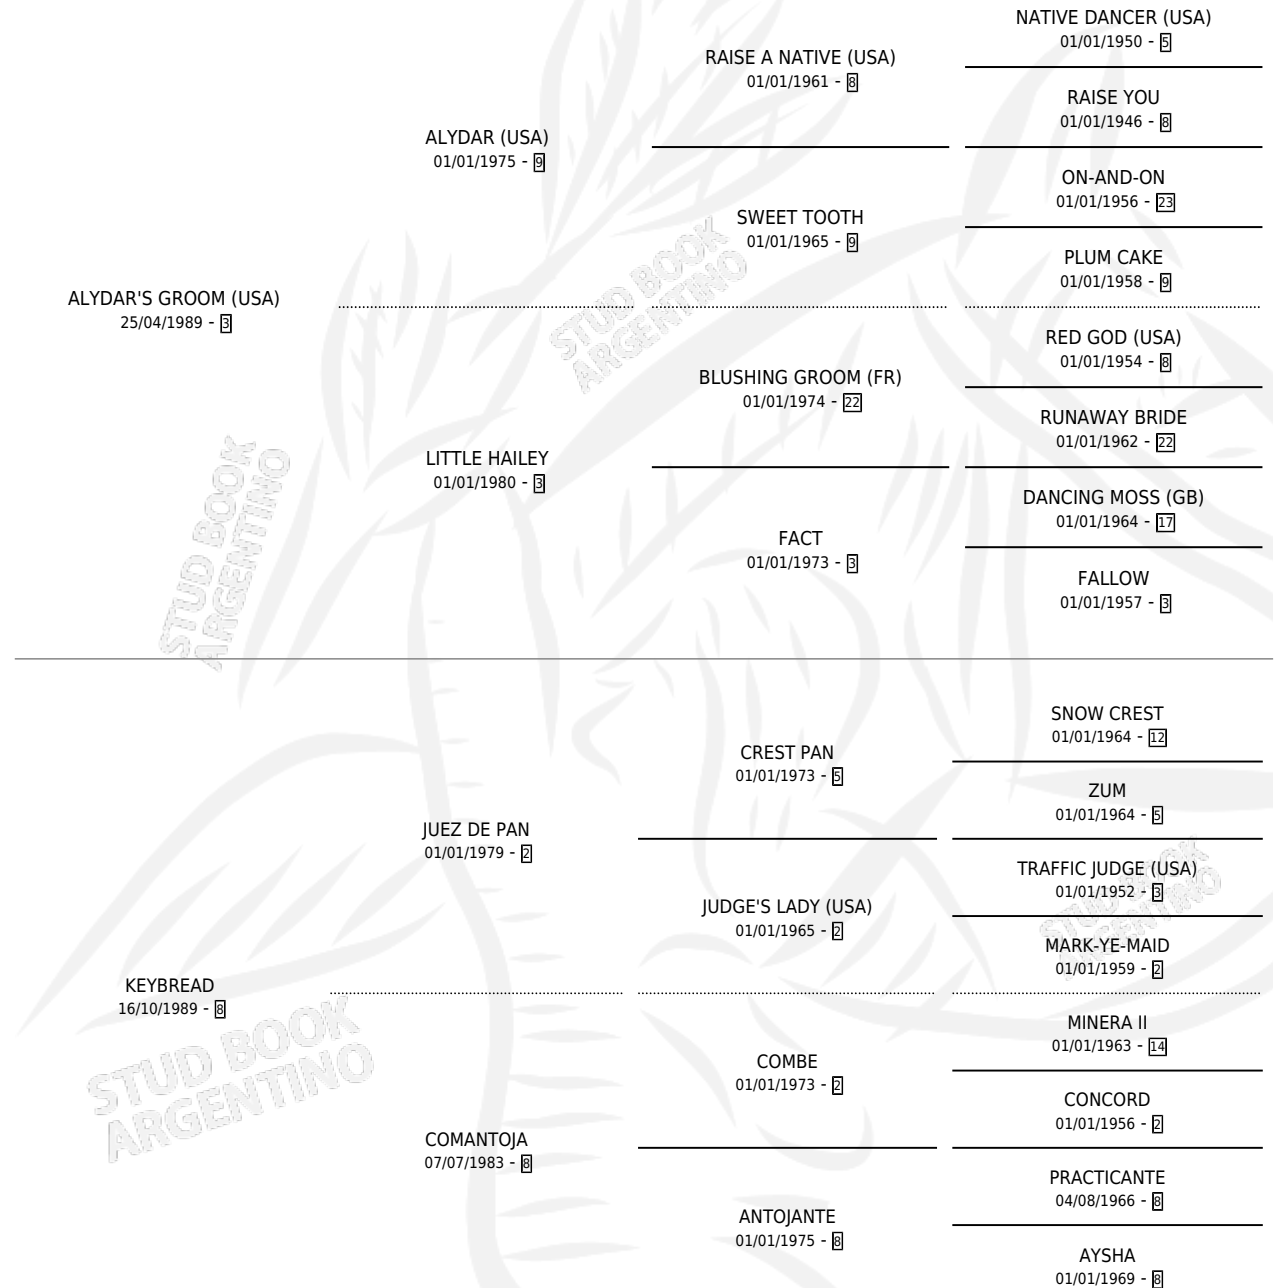 NATIVE DANCER (USA)
01/01/1950 - 5
RAISE A NATIVE (USA)
01/01/1961 - 8
RAISE YOU
01/01/1946 - 8
ALYDAR (USA)
01/01/1975 - 9
ON-AND-ON
01/01/1956 - 23
SWEET TOOTH
01/01/1965 - 9
PLUM CAKE
01/01/1958 - 9
ALYDAR'S GROOM (USA)
25/04/1989 - 3
STUD BOOK
ARGENTINO
RED GOD (USA)
01/01/1954 - 8
BLUSHING GROOM (FR)
01/01/1974 - 22
RUNAWAY BRIDE
01/01/1962 - 22
LITTLE HAILEY
01/01/1980 - 3
DANCING MOSS (GB)
01/01/1964 - 17
FACT
01/01/1973 - 3
FALLOW
01/01/1957 - 3
STUD BOOK
ARGENTINO
SNOW CREST
01/01/1964 - 12
CREST PAN
01/01/1973 - 5
ZUM
01/01/1964 - 5
JUEZ DE PAN
01/01/1979 - 2
TRAFFIC JUDGE (USA)
01/01/1952 - 3
JUDGE'S LADY (USA)
01/01/1965 - 2
STUD BOOK
ARGENTINO
MARK-YE-MAID
01/01/1959 - 2
KEYBREAD
16/10/1989 - 8
MINERA II
01/01/1963 - 14
COMBE
01/01/1973 - 2
STUD BOOK
ARGENTINO
CONCORD
01/01/1956 - 2
COMANTOJA
07/07/1983 - 8
PRACTICANTE
04/08/1966 - 8
ANTOJANTE
01/01/1975 - 8
AYSHA
01/01/1969 - 8